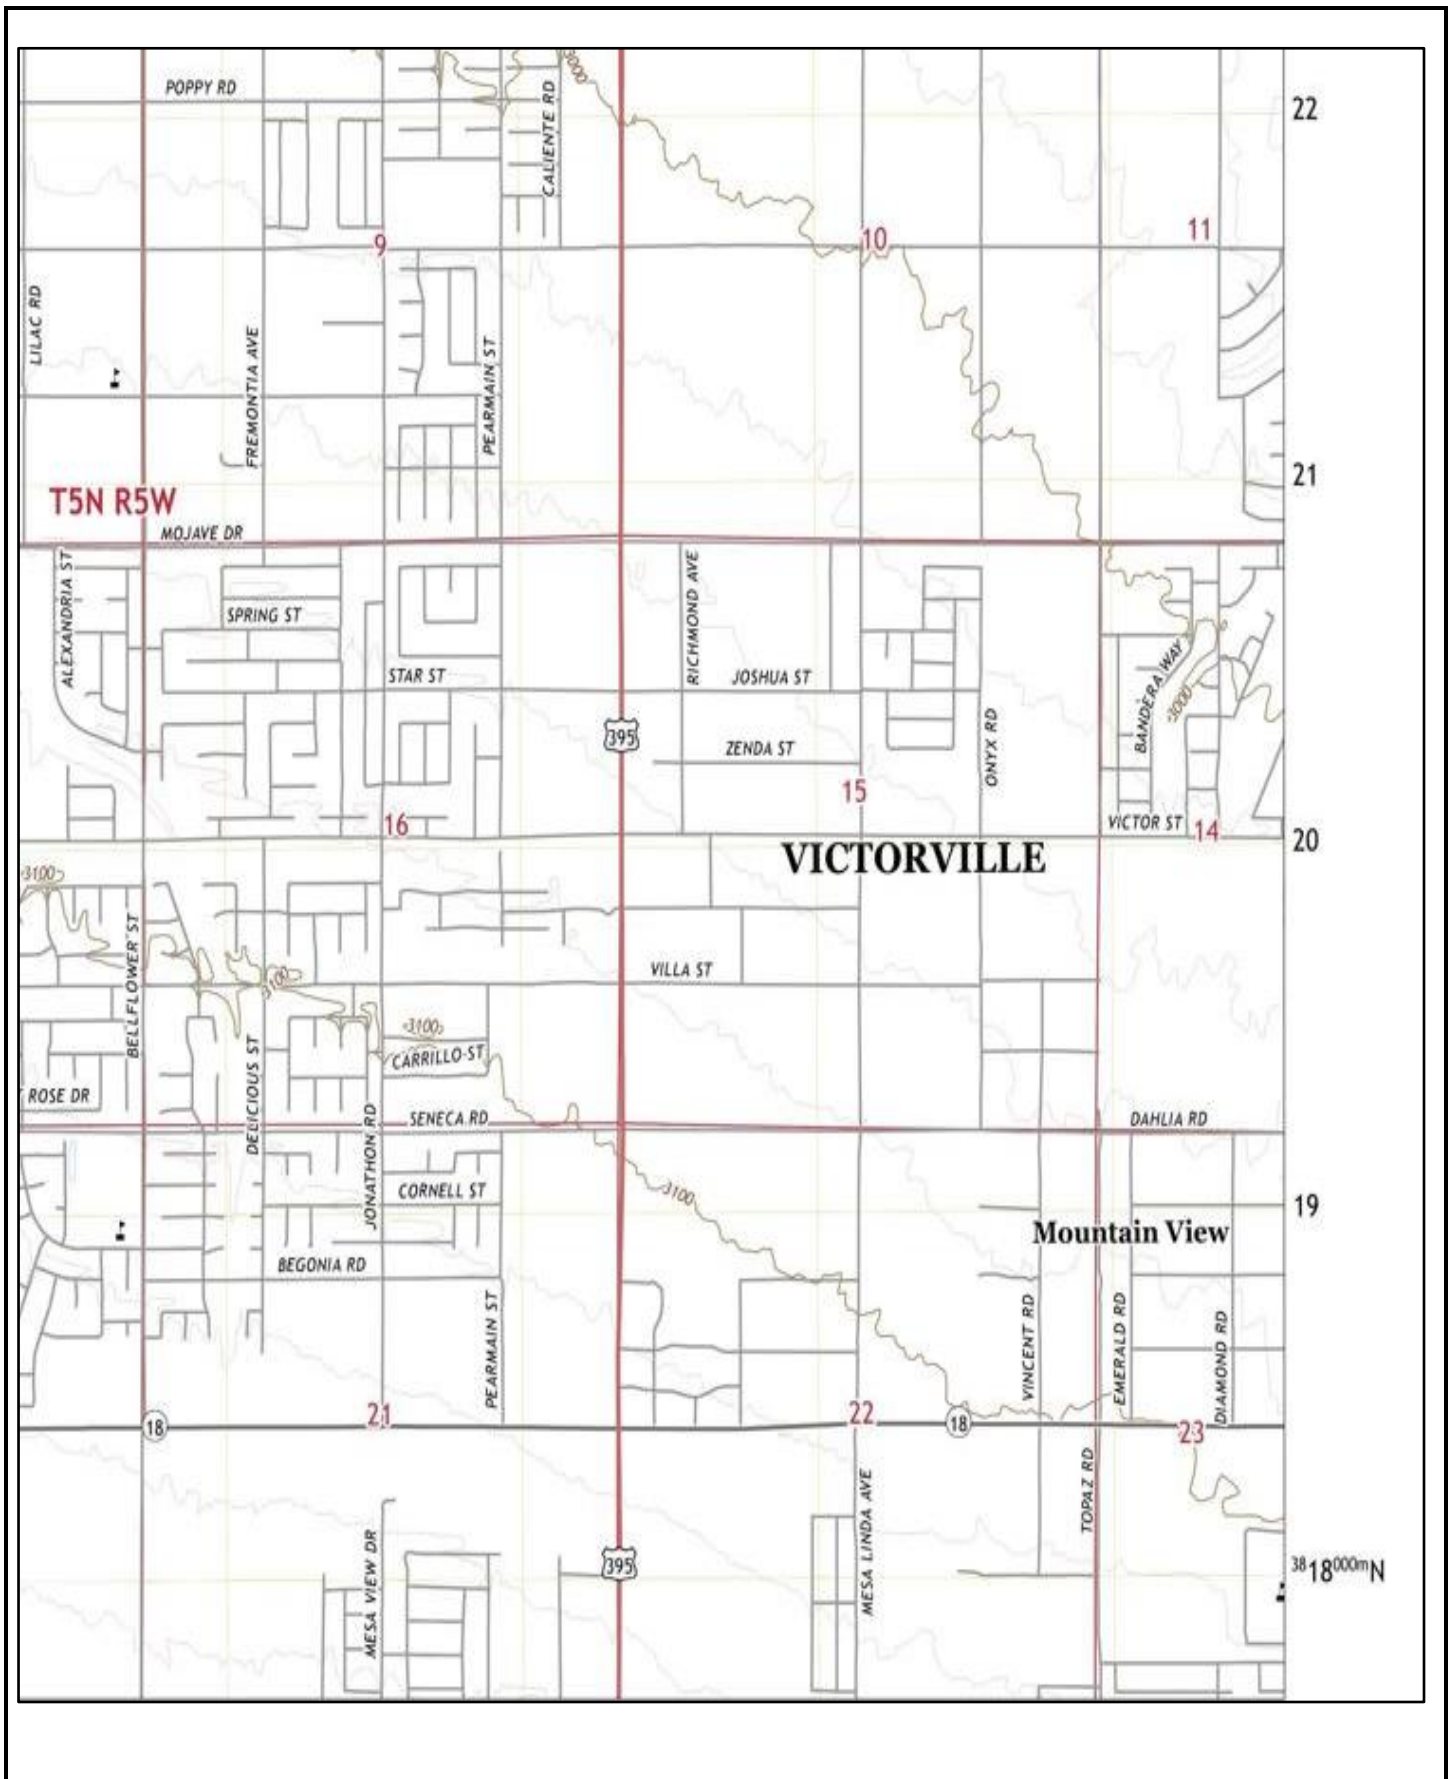 3000
POPPY RD
CALIENTE RD
22
9
10
11
LILAC RD
FREMONTIA AVE
PEARMAIN ST
21
T5N R5W
MOJAVE DR
ALEXANDRIA ST
SPRING ST
RICHMOND AVE
STAR ST
JOSHUA ST
BANDERA WAY
3000
395
ZENDA ST
ONYX RD
15
16
VICTOR ST
14
20
VICTORVILLE
3100
BELLFLOWER ST
VILLA ST
3100
3100
DELICIOUS ST
CARRILLO ST
ROSE DR
JONATHON RD
SENECA RD
DAHLIA RD
CORNELL ST
3100
19
Mountain View
BEGONIA RD
PEARMAIN ST
VINCENT RD
EMERALD RD
DIAMOND RD
18
21
22
18
23
MESA VIEW DR
MESA LINDA AVE
TOPAZ RD
395
3818000mN